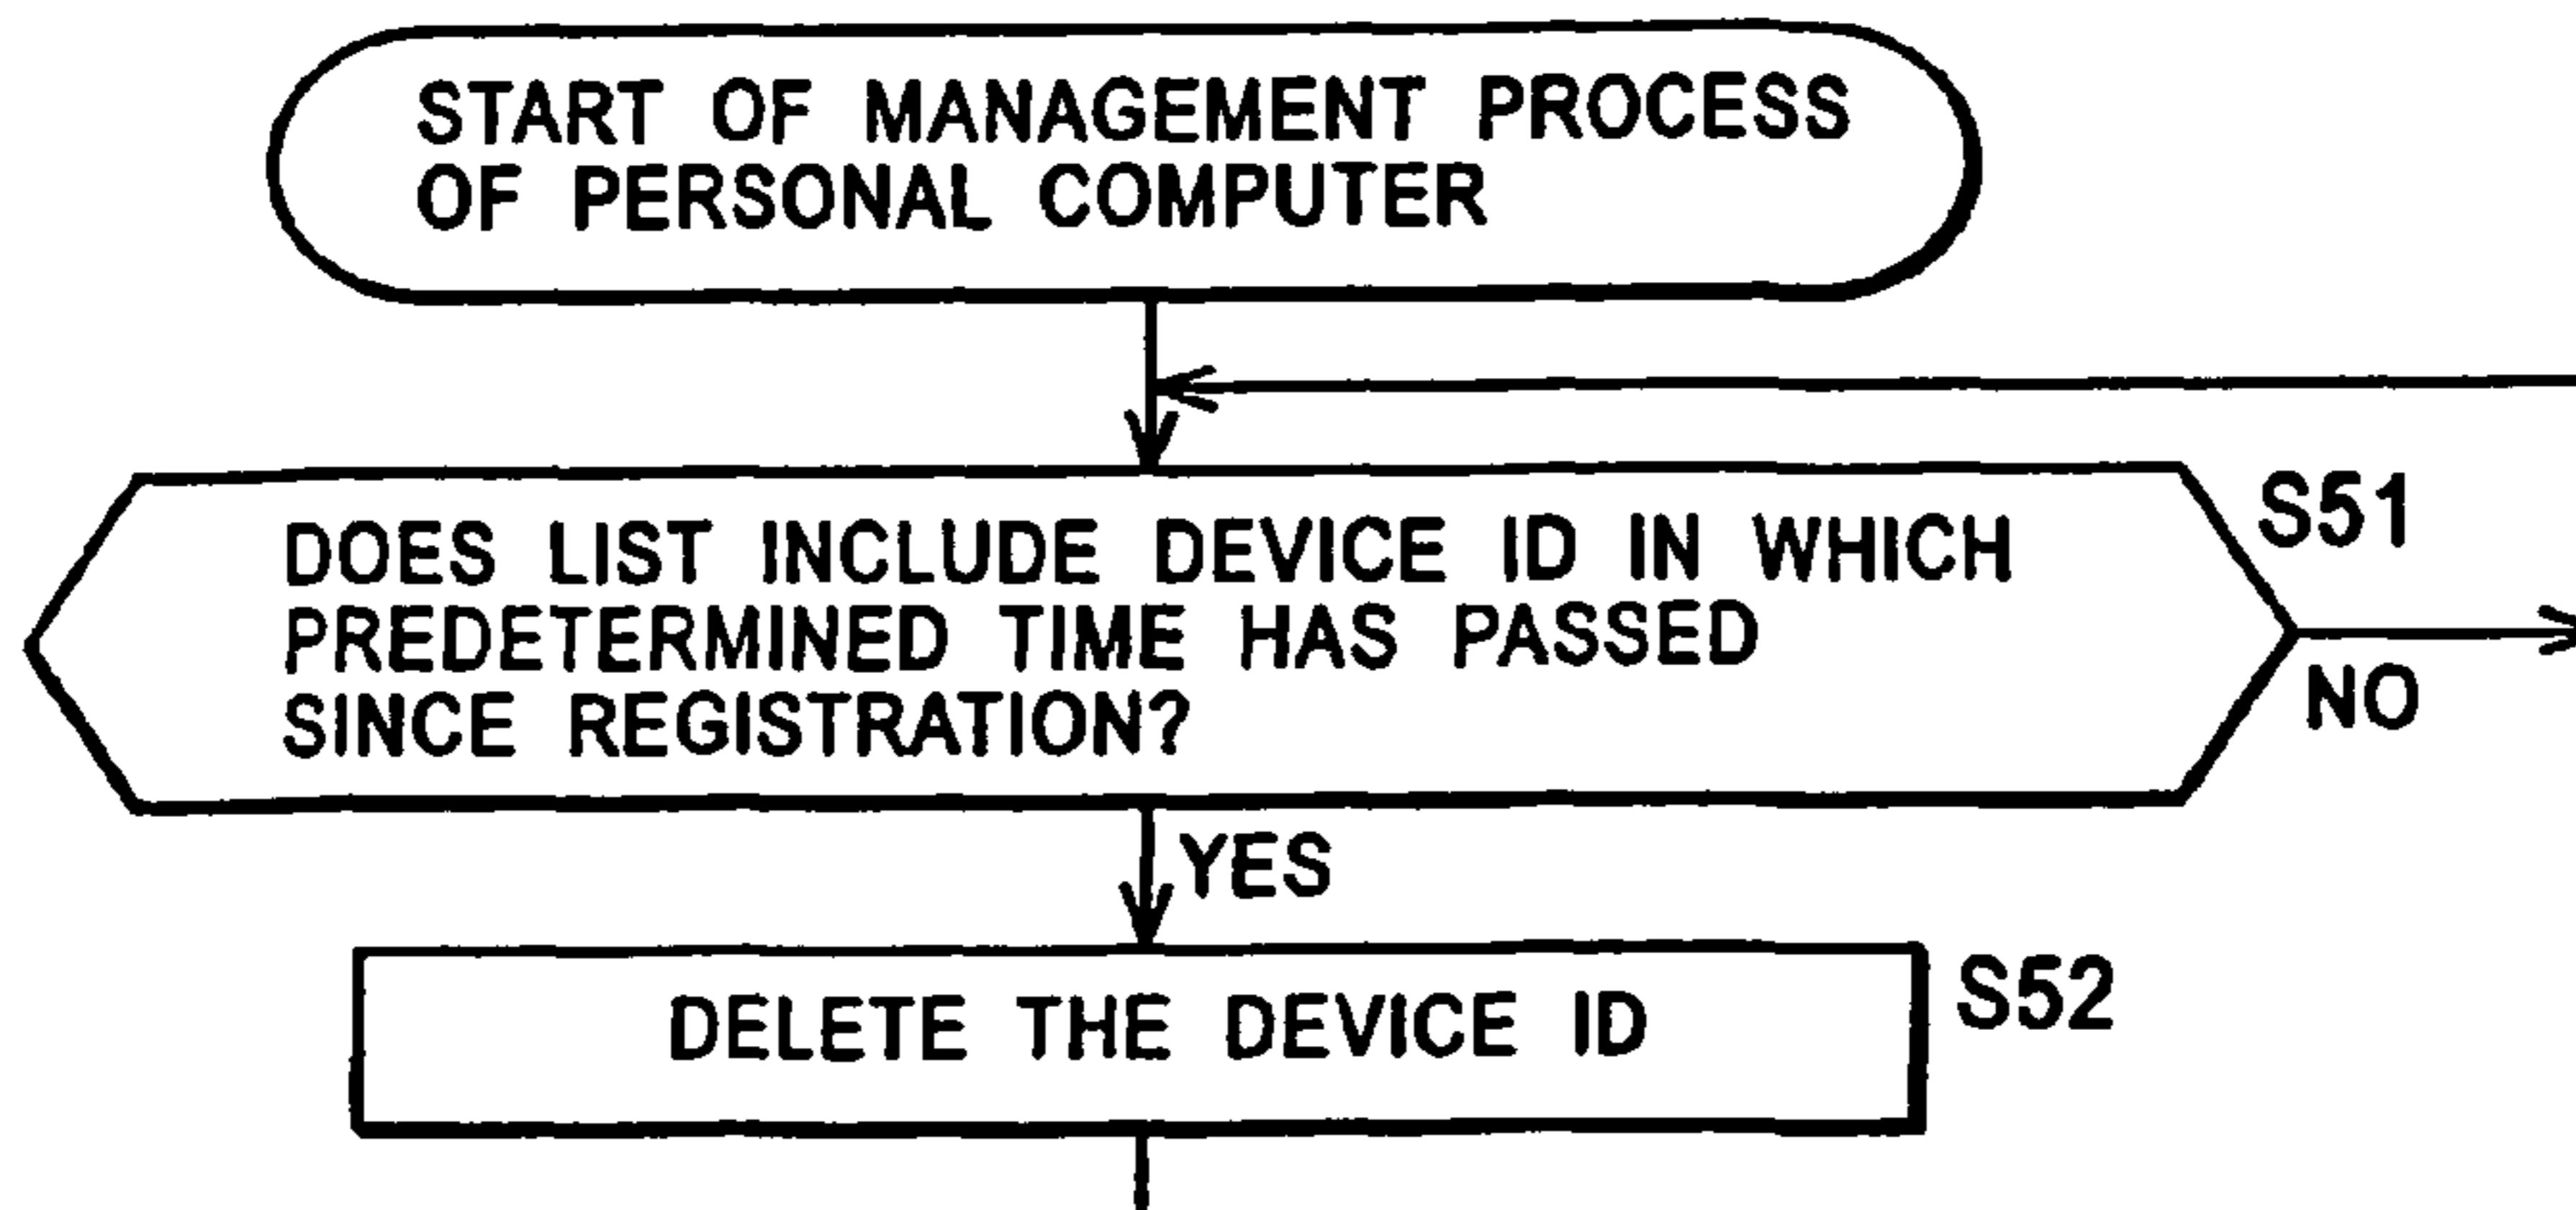 START OF MANAGEMENT PROCESS
OF PERSONAL COMPUTER
DOES LIST INCLUDE DEVICE ID IN WHICH
PREDETERMINED TIME HAS PASSED
SINCE REGISTRATION?
S51
NO
YES
DELETE THE DEVICE ID
S52